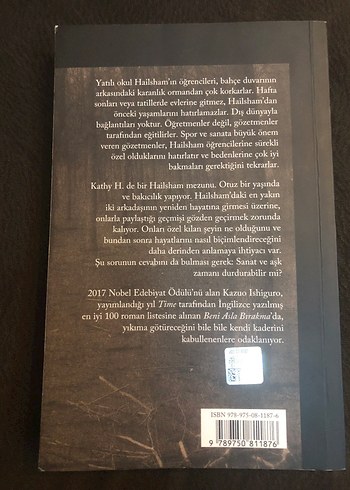 Yatılı okul Hailsham'ın öğrencileri, bahçe duvarının
arkasındaki karanlık ormandan çok korkarlar. Hafta
sonları veya tatillerde evlerine gitmez, Hailsham'dan
önceki yaşamlarını hatırlamazlar. Dış dünyayla
bağlantıları yoktur. Öğretmenler değil, gözetmenler
tarafından eğitilirler. Spor ve sanata büyük önem
veren gözetmenler, Hailsham öğrencilerine sürekli
özel olduklarını hatırlatır ve bedenlerine çok iyi
bakmaları gerektiğini tekrarlar.
Kathy H. de bir Hailsham mezunu. Otuz bir yaşında
ve bakıcılık yapıyor. Hailsham'daki en yakın
iki arkadaşının yeniden hayatına girmesi üzerine,
onlarla paylaştığı geçmişi gözden geçirmek zorunda
kalıyor. Onları özel kılan şeyin ne olduğunu ve
bundan sonra hayatlarını nasıl biçimlendireceğini
daha derinden anlamaya ihtiyacı var.
Şu sorunun cevabını da bulması gerek: Sanat ve aşk
zamanı durdurabilir mi?
2017 Nobel Edebiyat Ödülü'nü alan Kazuo Ishiguro,
yayımlandığı yıl Time tarafından İngilizce yazılmış
en iyi 100 roman listesine alınan Beni Asla Bırakma'da,
yıkıma götüreceğini bile bile kendi kaderini
kabullenenlere odaklanıyor.
ISBN 978-975-08-1187-6
9 789750 811876